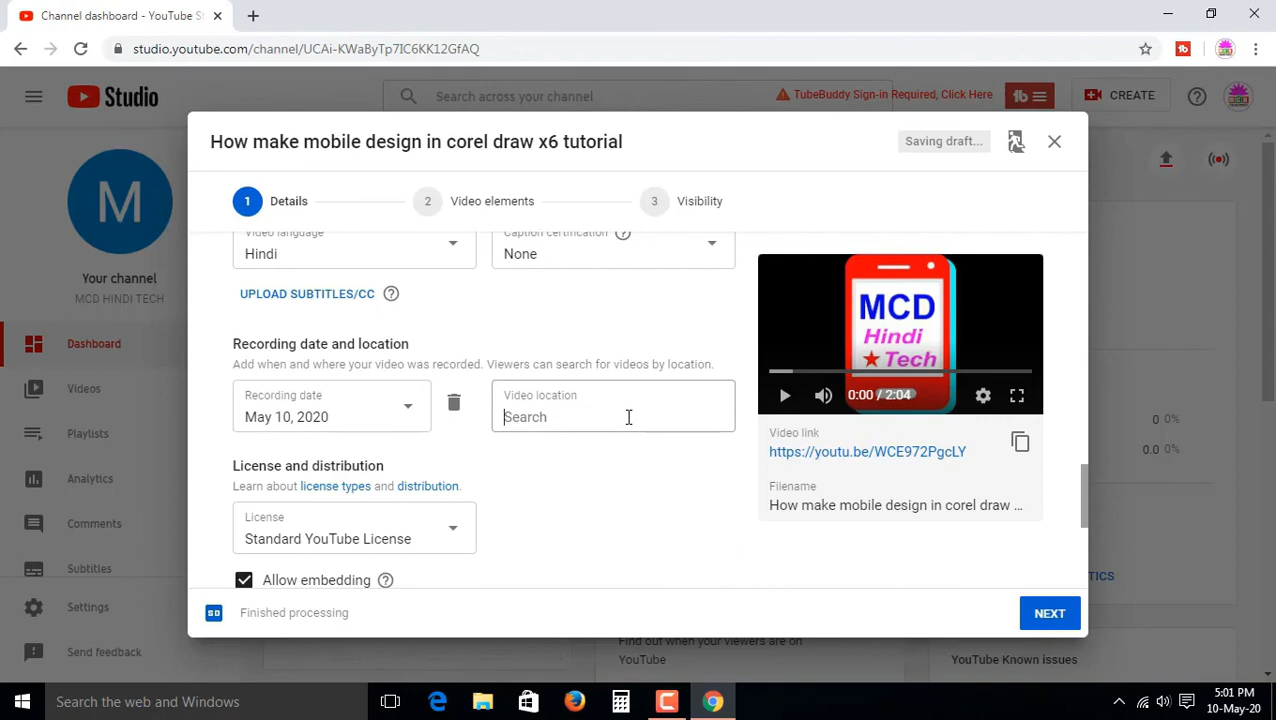 Channel dashboard - YouTube St
studio.youtube.com/channel/UCAi-KWaByTp7IC6KK12GfAQ
Studio
Search across your channel
TubeBuddy Sign-in Required, Click Here
tb
CREATE
How make mobile design in corel draw x6 tutorial
Saving draft...
1 Details
2 Video elements
3 Visibility
M
Your channel
MCD HINDI TECH
Dashboard
Videos
Playlists
Analytics
Comments
Subtitles
Settings
Send feedback
Video language
Hindi
Caption certification
None
UPLOAD SUBTITLES/CC
Recording date and location
Add when and where your video was recorded. Viewers can search for videos by location.
Recording date
May 10, 2020
Video location
Search
License and distribution
Learn about license types and distribution.
License
Standard YouTube License
Allow embedding
MCD
Hindi
Tech
0:00 / 2:04
Video link
https://youtu.be/WCE972PgcLY
Filename
How make mobile design in corel draw ...
0 %
0.0 %
TICS
SD
Finished processing
NEXT
Find out when your viewers are on
YouTube
YouTube Known issues
Search the web and Windows
5:01 PM
10-May-20